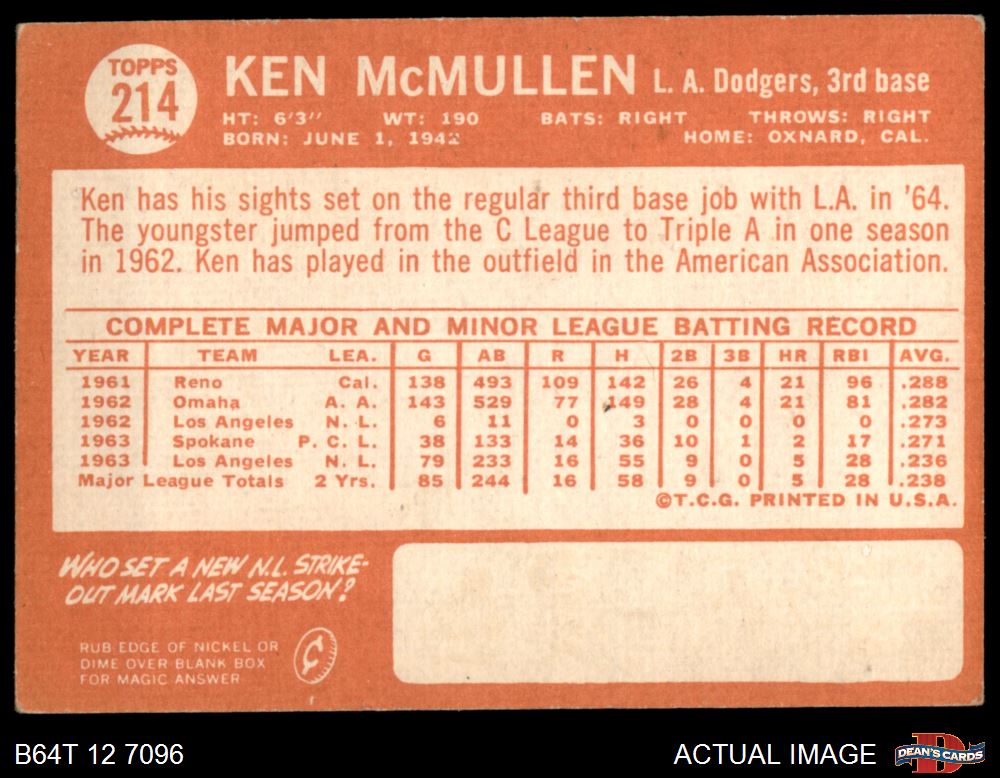 TOPPS
214
KEN McMULLEN L. A. Dodgers, 3rd base
HT: 6'3" WT: 190 BATS: RIGHT THROWS: RIGHT
BORN: JUNE 1, 1942 HOME: OXNARD, CAL.
Ken has his sights set on the regular third base job with L.A. in '64.
The youngster jumped from the C League to Triple A in one season
in 1962. Ken has played in the outfield in the American Association.
COMPLETE MAJOR AND MINOR LEAGUE BATTING RECORD
YEAR TEAM LEA. G AB R H 2B 3B HR RBI AVG.
1961 Reno Cal. 138 493 109 142 26 4 21 96 .288
1962 Omaha A. A. 143 529 77 149 28 4 21 81 .282
1962 Los Angeles N. L. 6 11 0 3 0 0 0 0 .273
1963 Spokane P. C. L. 38 133 14 36 10 1 2 17 .271
1963 Los Angeles N. L. 79 233 16 55 9 0 5 28 .236
Major League Totals 2 Yrs. 85 244 16 58 9 0 5 28 .238
©T.C.G. PRINTED IN U.S.A.
WHO SET A NEW N.L. STRIKE-
OUT MARK LAST SEASON?
RUB EDGE OF NICKEL OR
DIME OVER BLANK BOX
FOR MAGIC ANSWER
¢
B64T 12 7096
ACTUAL IMAGE
D
DEAN'S CARDS